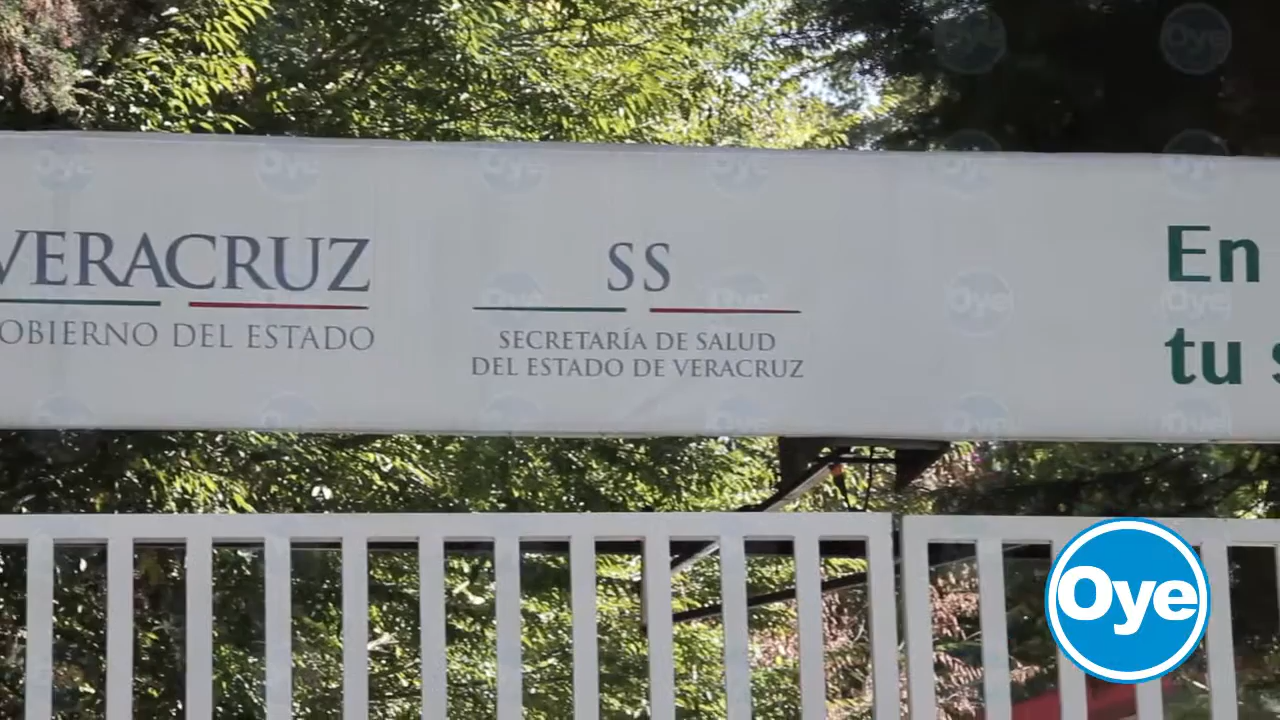 VERACRUZ
OBIERNO DEL ESTADO
SS
SECRETARÍA DE SALUD
DEL ESTADO DE VERACRUZ
En
tu
Oye